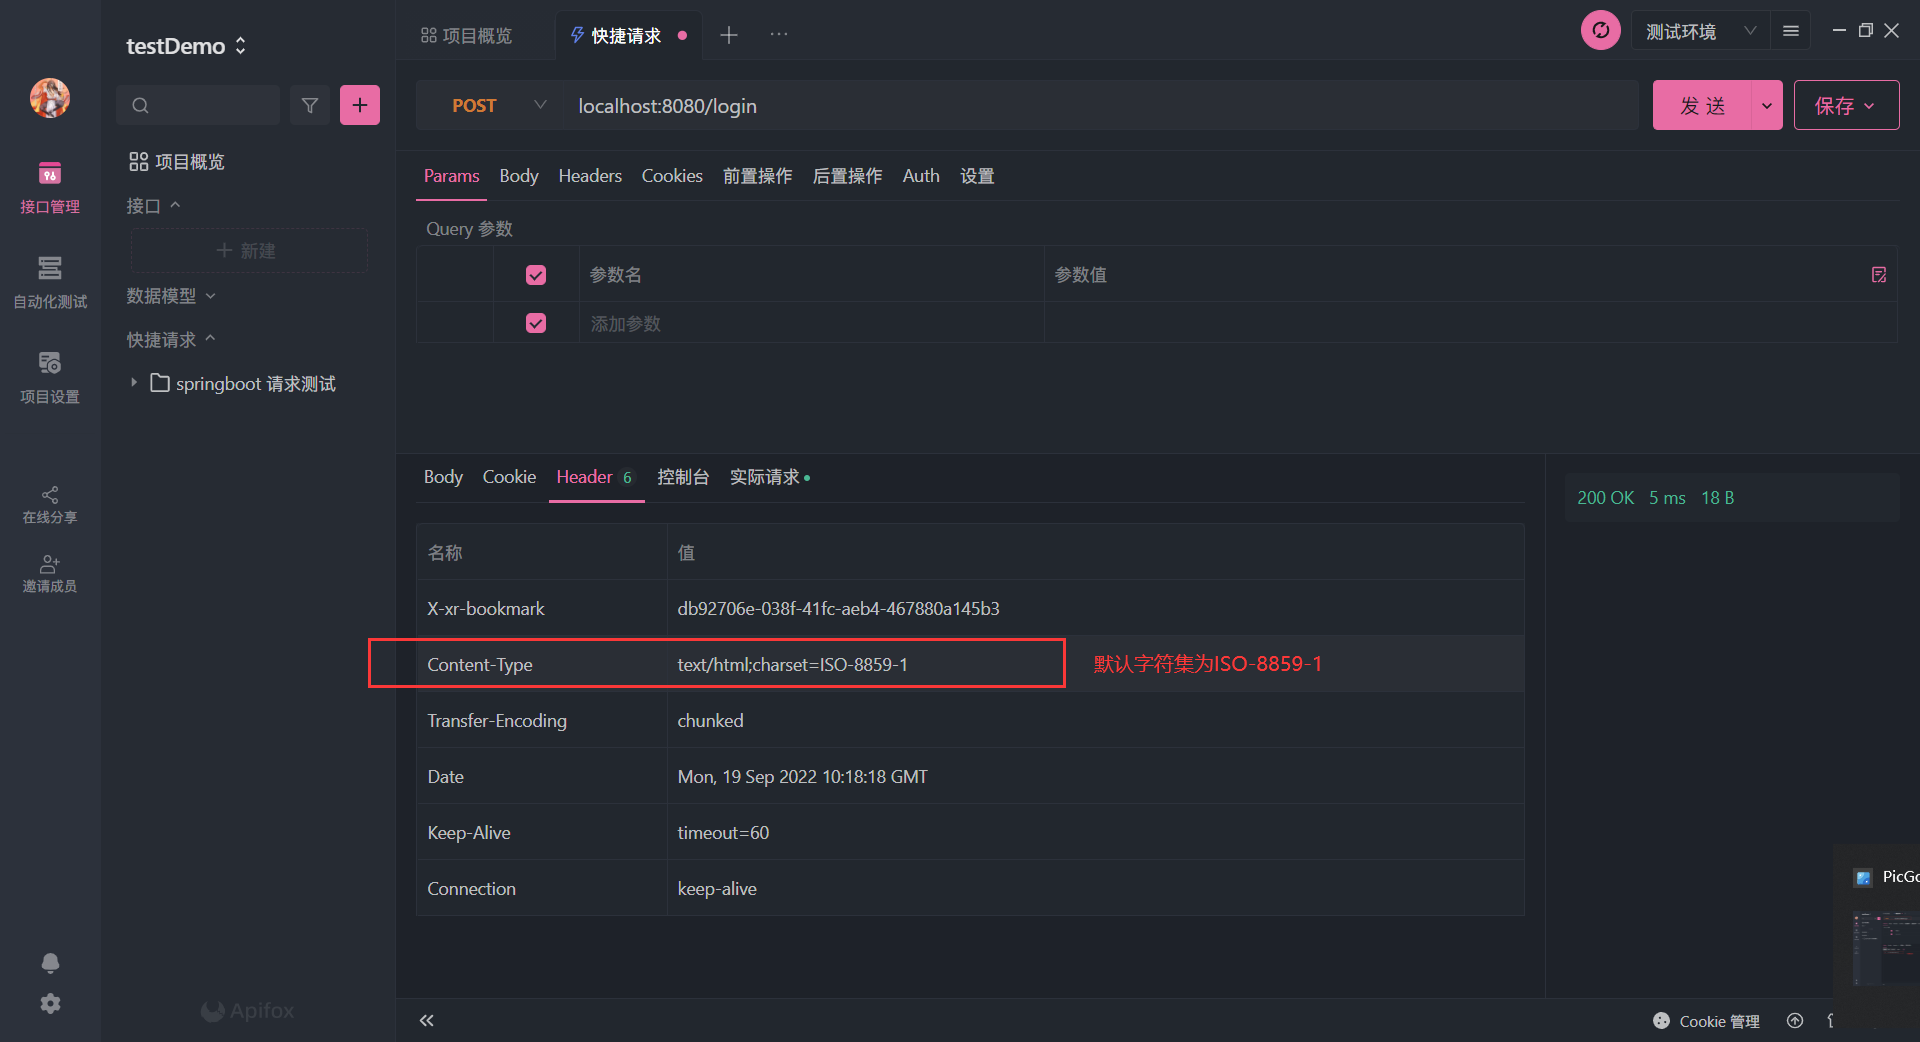 testDemo
项目概览
快捷请求
测试环境
POST
localhost:8080/login
发 送
保存
接口管理
自动化测试
项目设置
在线分享
邀请成员
项目概览
接口
新建
数据模型
快捷请求
springboot 请求测试
Apifox
Params Body Headers Cookies 前置操作 后置操作 Auth 设置
Query 参数
参数名 参数值
添加参数
Body Cookie Header 6 控制台 实际请求
200 OK 5 ms 18 B
名称 值
X-xr-bookmark db92706e-038f-41fc-aeb4-467880a145b3
Content-Type text/html;charset=ISO-8859-1 默认字符集为ISO-8859-1
Transfer-Encoding chunked
Date Mon, 19 Sep 2022 10:18:18 GMT
Keep-Alive timeout=60
Connection keep-alive
PicGo
Cookie 管理